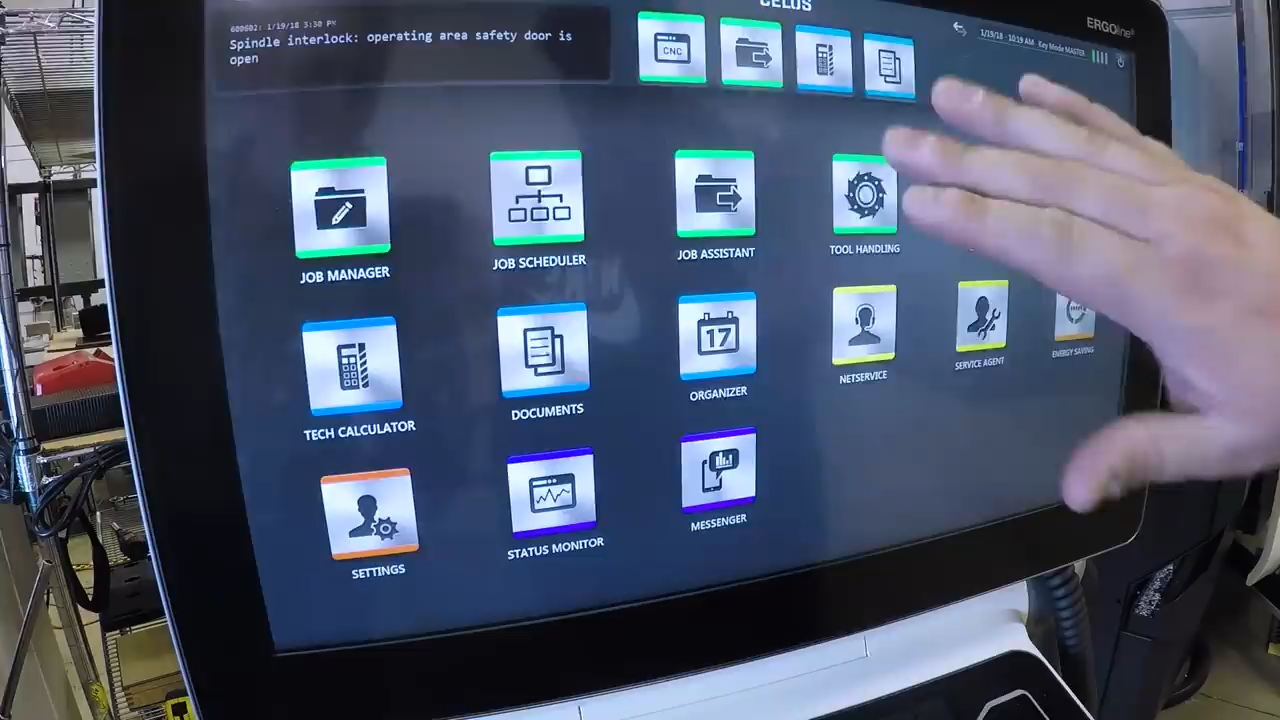 CELOS
ERGOline
600602: 1/19/18 3:30 PM
Spindle interlock: operating area safety door is
open
CNC
1/19/18 - 10:19 AM Key Mode MASTER
JOB MANAGER
JOB SCHEDULER
JOB ASSISTANT
TOOL HANDLING
TECH CALCULATOR
DOCUMENTS
17
ORGANIZER
NETSERVICE
SERVICE AGENT
ENERGY SAVING
SETTINGS
STATUS MONITOR
MESSENGER